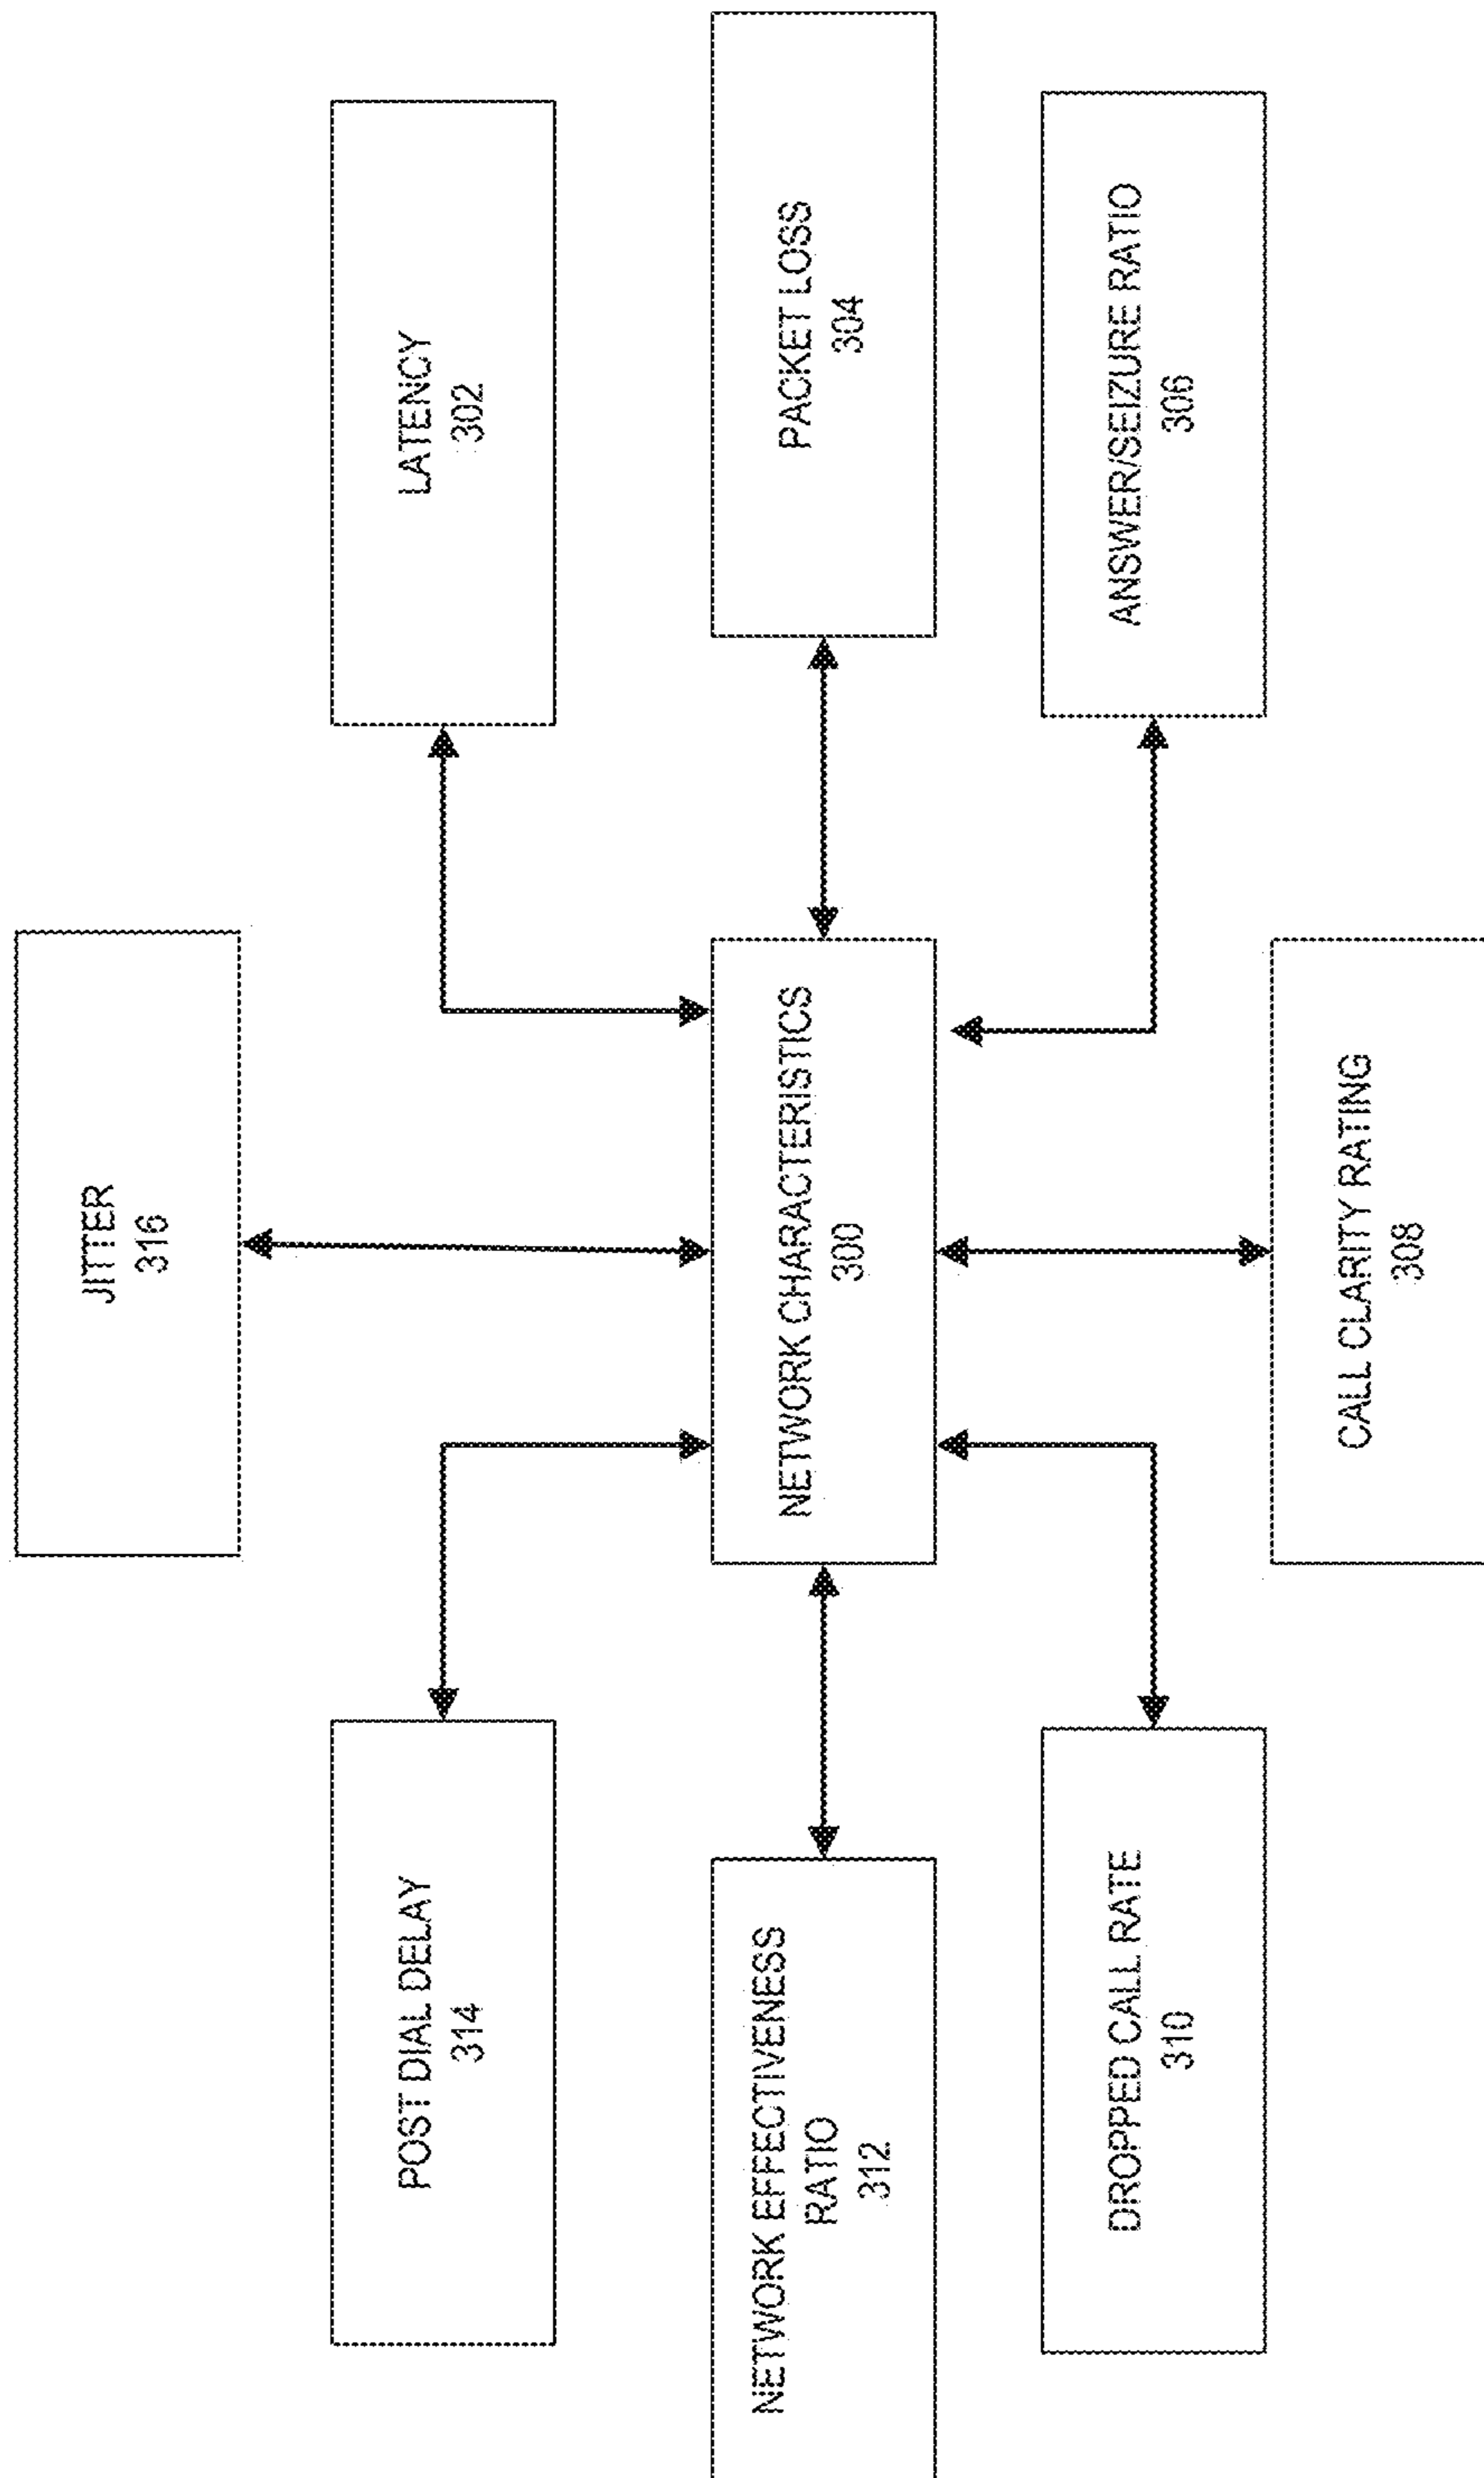 JITTER
316
POST DIAL DELAY
314
LATENCY
302
NETWORK EFFECTIVENESS
RATIO
312
NETWORK CHARACTERISTICS
300
PACKET LOSS
304
DROPPED CALL RATE
310
ANSWER/SEIZURE RATIO
306
CALL CLARITY RATING
308